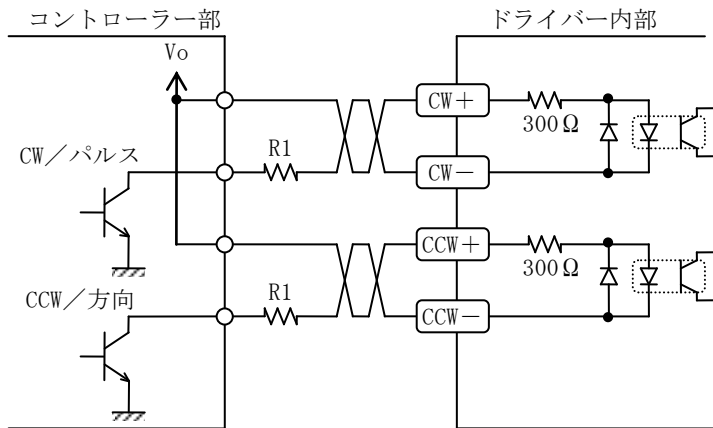 コントローラー部
ドライバー内部
Vo
CW+
300Ω
CW/パルス
R1
CW-
CCW+
300Ω
CCW/方向
R1
CCW-